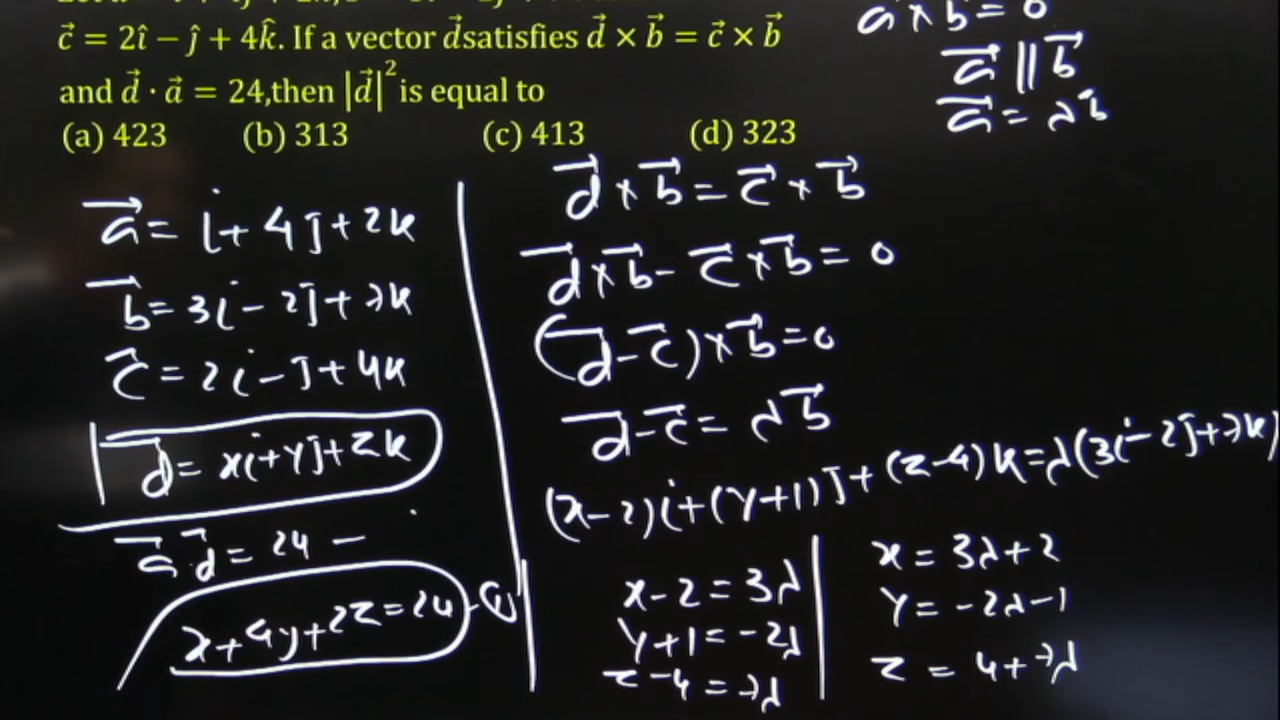 c⃗ = 2î − ĵ + 4k̂. If a vector d⃗satisfies d⃗ × b⃗ = c⃗ × b⃗
and d⃗ · a⃗ = 24,then |d⃗|² is equal to
(a) 423 (b) 313 (c) 413 (d) 323
a⃗ × b⃗ = 0
a⃗ || b⃗
a⃗ = λb⃗
a⃗ = i + 4j + 2k
b⃗ = 3i − 2j + 7k
c⃗ = 2i − j + 4k
d⃗ = xi + yj + zk
a⃗.d⃗ = 24 −
x + 4y + 2z = 24 − (1)
d⃗ × b⃗ = c⃗ × b⃗
d⃗ × b⃗ − c⃗ × b⃗ = 0
(d⃗ − c⃗) × b⃗ = 0
d⃗ − c⃗ = λb⃗
(x−2)i + (y+1)j + (z−4)k = λ(3i − 2j + 7k)
x − 2 = 3λ
y + 1 = −2λ
z − 4 = 7λ
x = 3λ + 2
y = −2λ − 1
z = 4 + 7λ